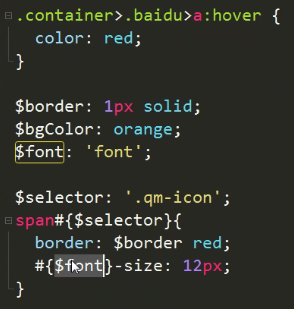 .container>.baidu>a:hover {
color: red;
}
$border: 1px solid;
$bgColor: orange;
$font: 'font';
$selector: '.qm-icon';
span#{$selector}{
border: $border red;
#{$font}-size: 12px;
}